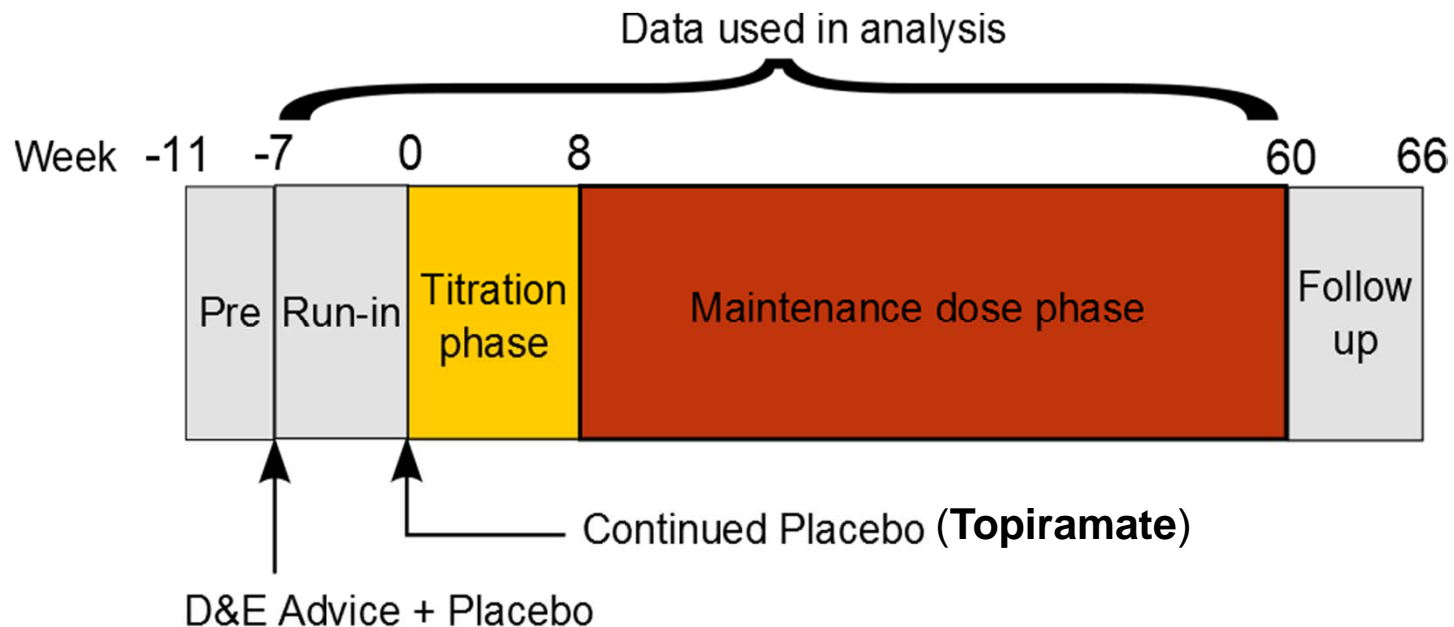 Data used in analysis
Week -11 -7 0 8 60 66
Pre Run-in Titration phase Maintenance dose phase Follow up
Continued Placebo (Topiramate)
D&E Advice + Placebo